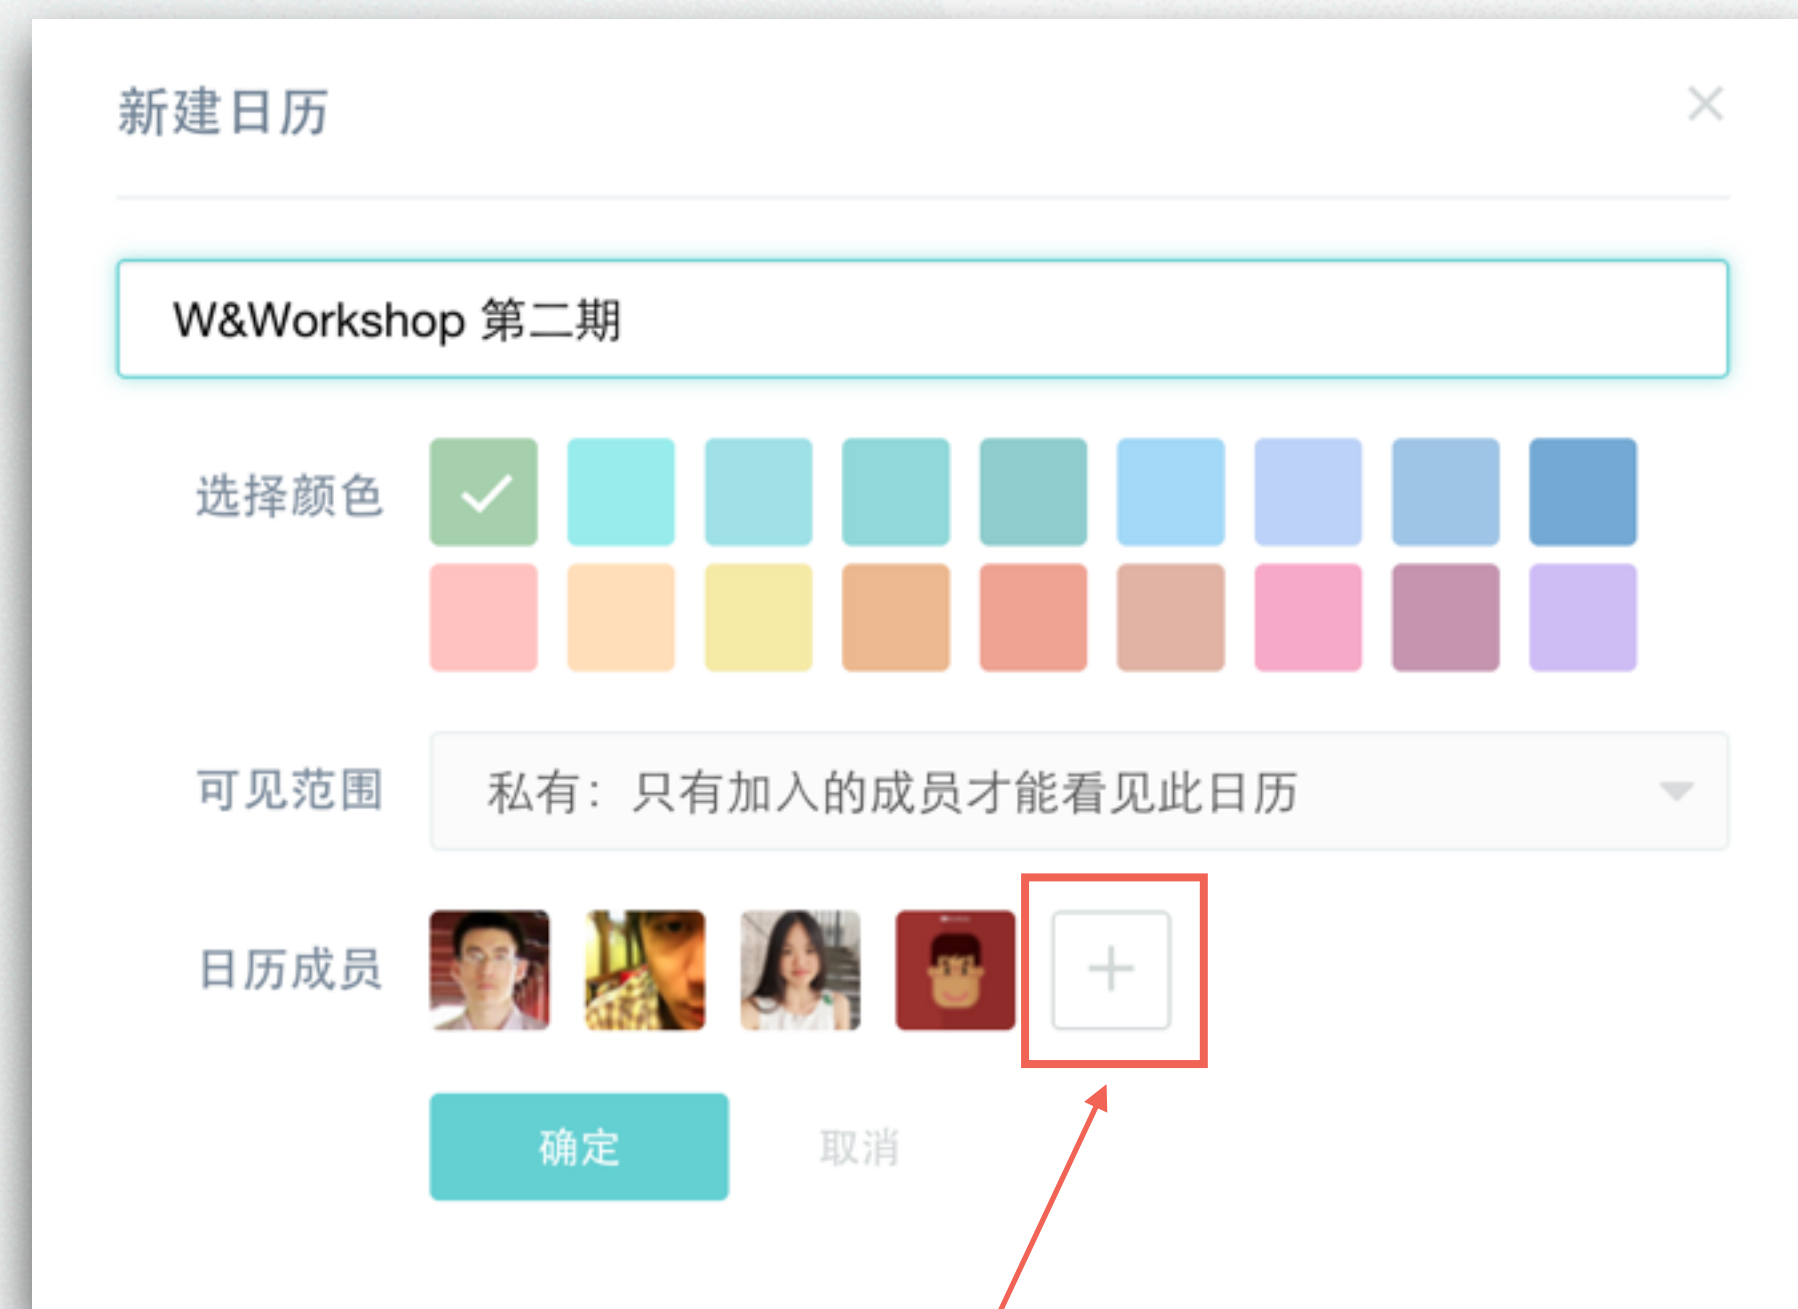 新建日历
W&Workshop 第二期
选择颜色
可见范围
私有：只有加入的成员才能看见此日历
日历成员
确定
取消